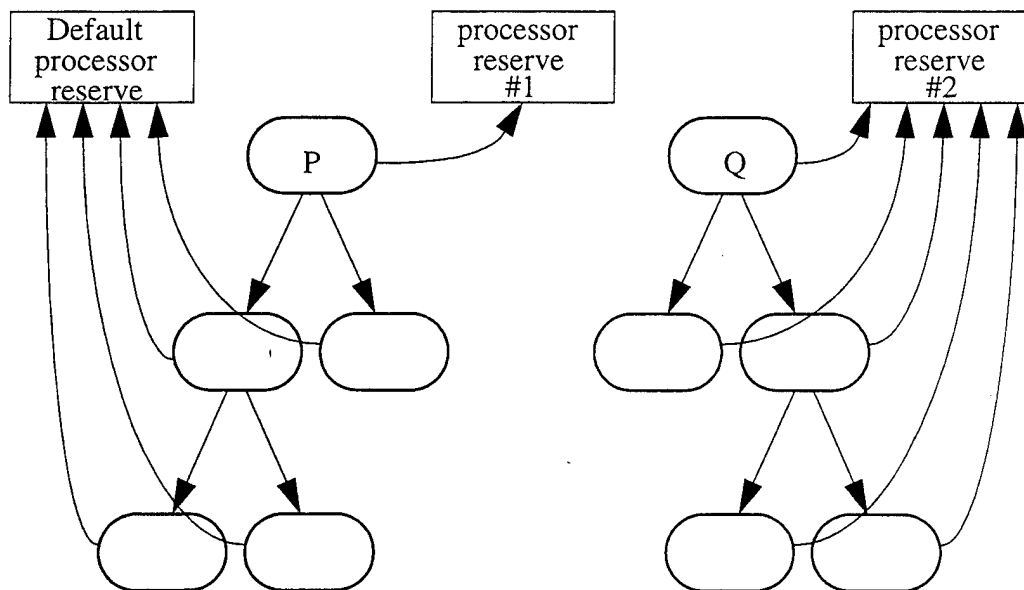 Default
processor
reserve
processor
reserve
#1
processor
reserve
#2
P
Q